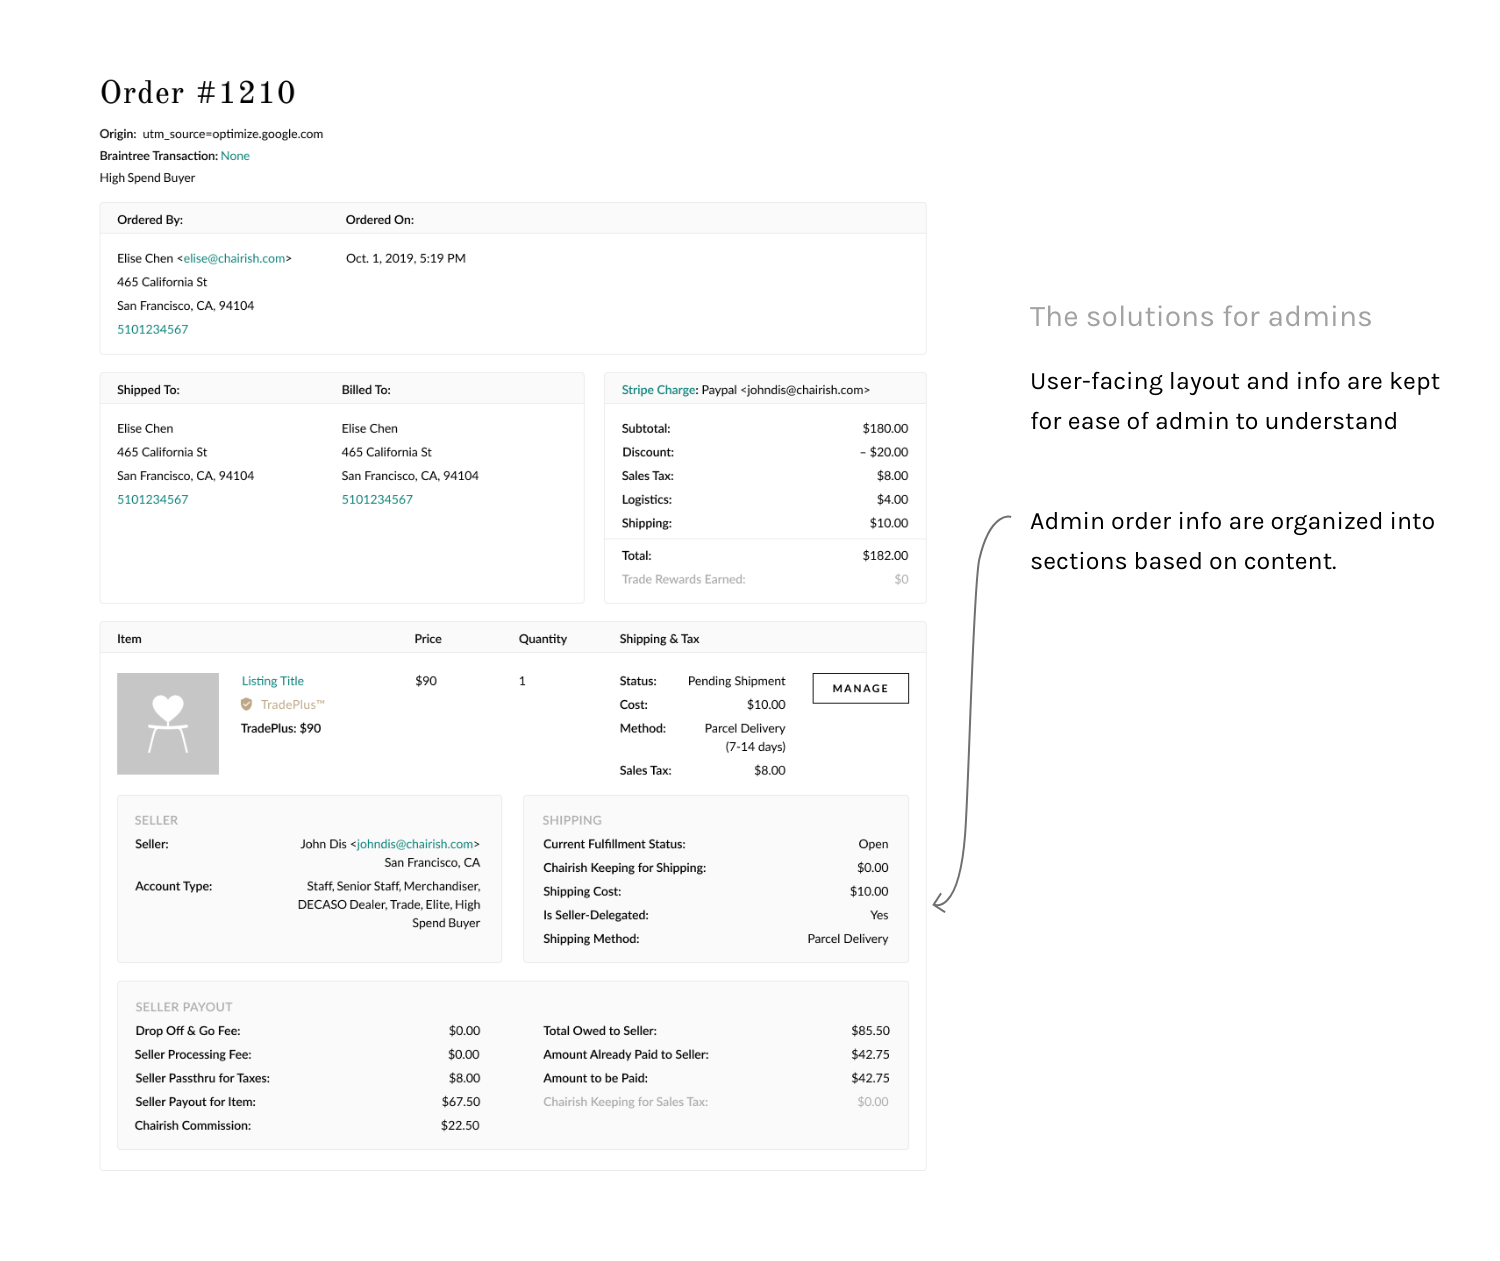 Order #1210
Origin: utm_source=optimize.google.com
Braintree Transaction: None
High Spend Buyer
Ordered By: Ordered On:
Elise Chen <elise@chairish.com> Oct. 1, 2019, 5:19 PM
465 California St
San Francisco, CA, 94104
5101234567
Shipped To: Billed To:
Elise Chen Elise Chen
465 California St 465 California St
San Francisco, CA, 94104 San Francisco, CA, 94104
5101234567 5101234567
Stripe Charge: Paypal <johndis@chairish.com>
Subtotal: $180.00
Discount: – $20.00
Sales Tax: $8.00
Logistics: $4.00
Shipping: $10.00
Total: $182.00
Trade Rewards Earned: $0
Item Price Quantity Shipping & Tax
Listing Title $90 1 Status: Pending Shipment MANAGE
TradePlus™ Cost: $10.00
TradePlus: $90 Method: Parcel Delivery
(7-14 days)
Sales Tax: $8.00
SELLER
Seller: John Dis <johndis@chairish.com>
San Francisco, CA
Account Type: Staff, Senior Staff, Merchandiser,
DECASO Dealer, Trade, Elite, High
Spend Buyer
SHIPPING
Current Fulfillment Status: Open
Chairish Keeping for Shipping: $0.00
Shipping Cost: $10.00
Is Seller-Delegated: Yes
Shipping Method: Parcel Delivery
SELLER PAYOUT
Drop Off & Go Fee: $0.00
Seller Processing Fee: $0.00
Seller Passthru for Taxes: $8.00
Seller Payout for Item: $67.50
Chairish Commission: $22.50
Total Owed to Seller: $85.50
Amount Already Paid to Seller: $42.75
Amount to be Paid: $42.75
Chairish Keeping for Sales Tax: $0.00
The solutions for admins
User-facing layout and info are kept
for ease of admin to understand
Admin order info are organized into
sections based on content.